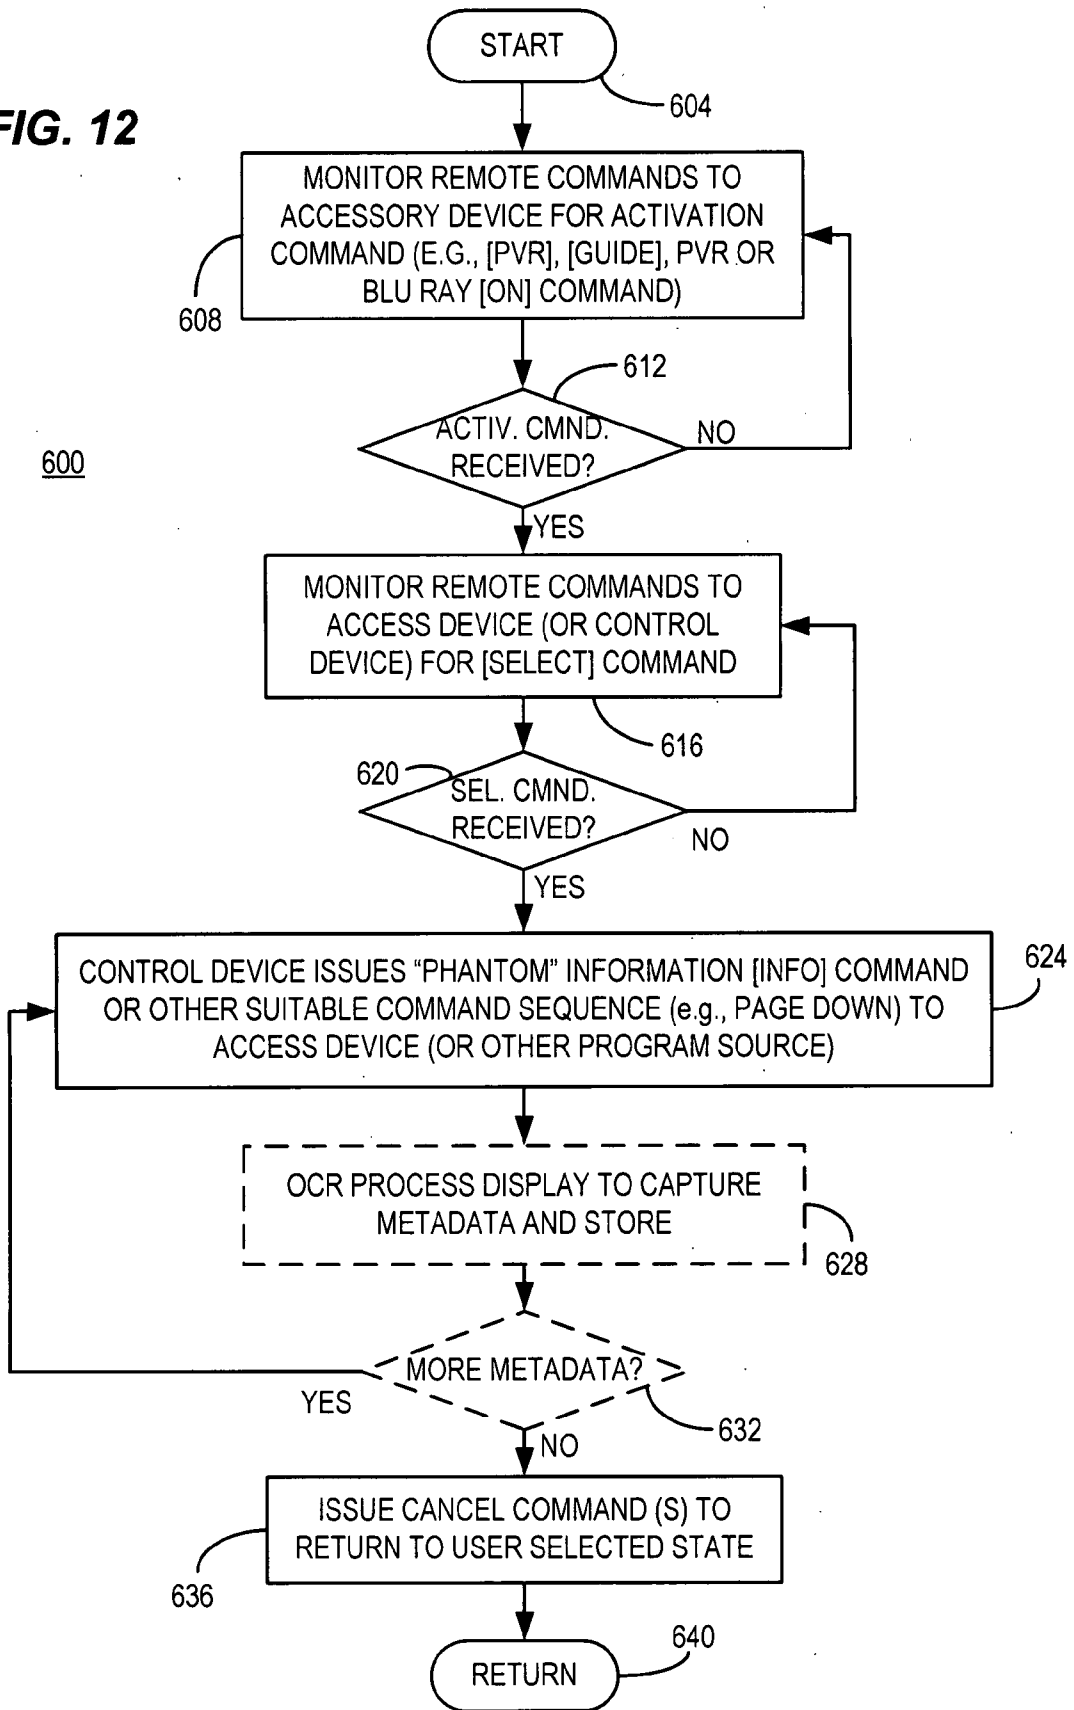 START
604
FIG. 12
MONITOR REMOTE COMMANDS TO
ACCESSORY DEVICE FOR ACTIVATION
COMMAND (E.G., [PVR], [GUIDE], PVR OR
BLU RAY [ON] COMMAND)
608
612
ACTIV. CMND.
RECEIVED?
NO
600
YES
MONITOR REMOTE COMMANDS TO
ACCESS DEVICE (OR CONTROL
DEVICE) FOR [SELECT] COMMAND
616
620
SEL. CMND.
RECEIVED?
NO
YES
CONTROL DEVICE ISSUES “PHANTOM” INFORMATION [INFO] COMMAND
OR OTHER SUITABLE COMMAND SEQUENCE (e.g., PAGE DOWN) TO
ACCESS DEVICE (OR OTHER PROGRAM SOURCE)
624
OCR PROCESS DISPLAY TO CAPTURE
METADATA AND STORE
628
MORE METADATA?
YES
632
NO
ISSUE CANCEL COMMAND (S) TO
RETURN TO USER SELECTED STATE
636
640
RETURN